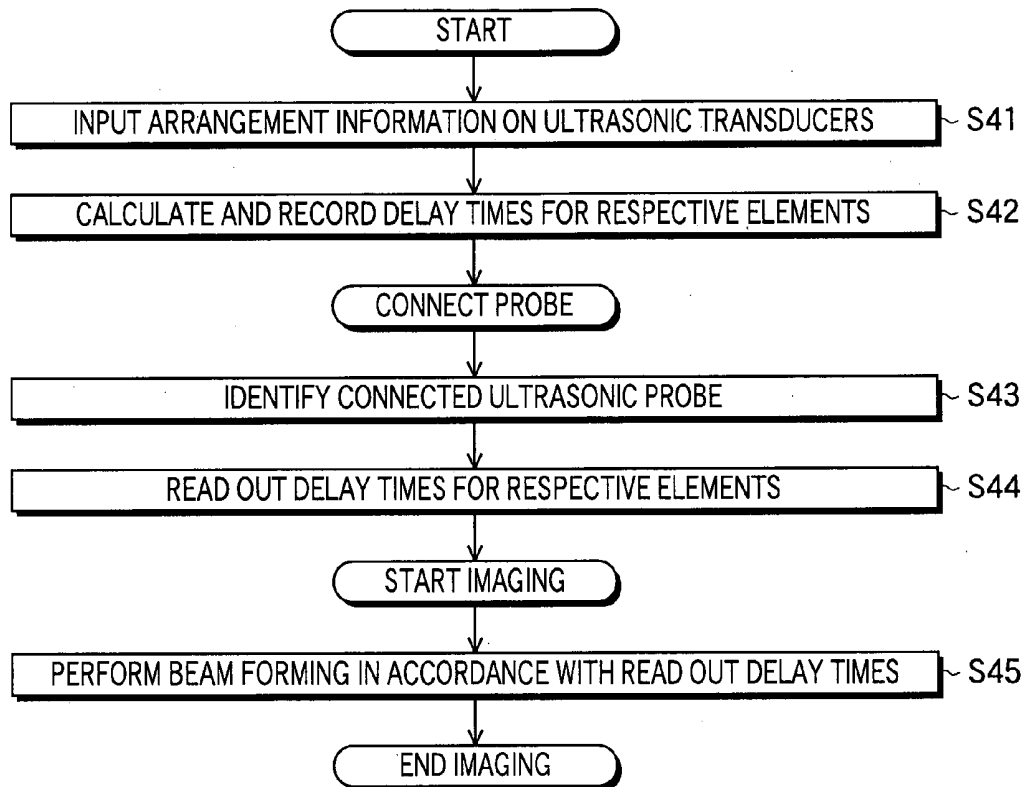 START
INPUT ARRANGEMENT INFORMATION ON ULTRASONIC TRANSDUCERS ~ S41
CALCULATE AND RECORD DELAY TIMES FOR RESPECTIVE ELEMENTS ~ S42
CONNECT PROBE
IDENTIFY CONNECTED ULTRASONIC PROBE ~ S43
READ OUT DELAY TIMES FOR RESPECTIVE ELEMENTS ~ S44
START IMAGING
PERFORM BEAM FORMING IN ACCORDANCE WITH READ OUT DELAY TIMES ~ S45
END IMAGING